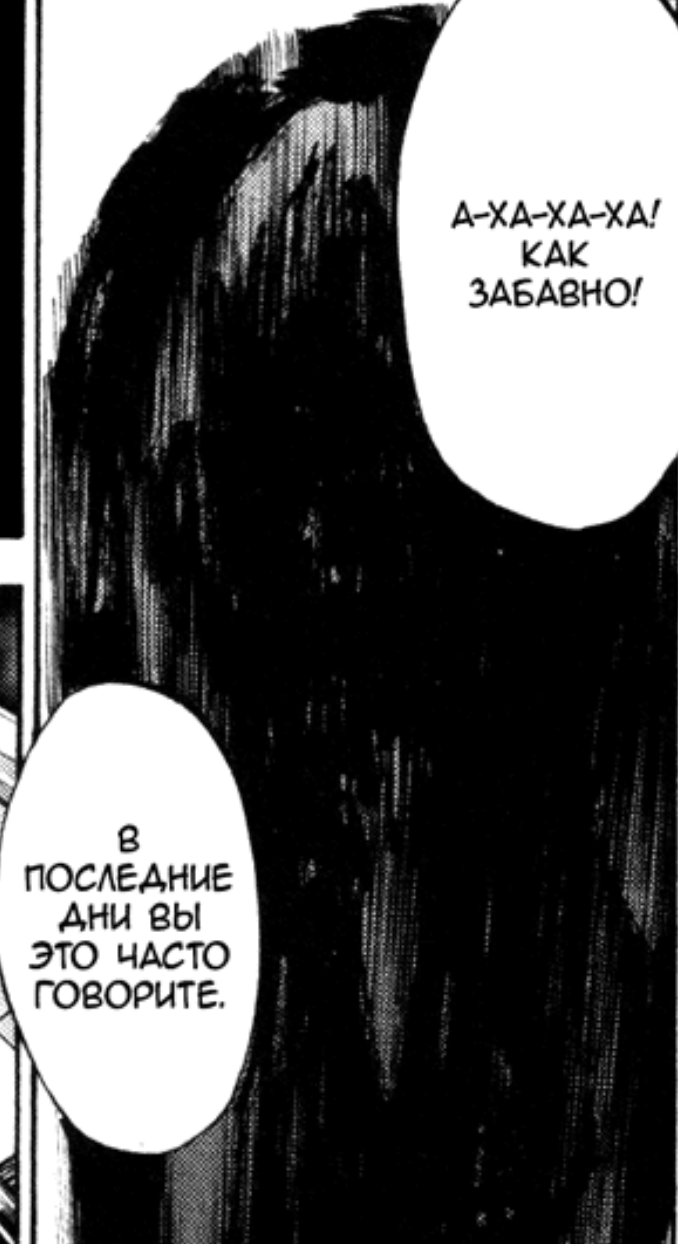 А-ХА-ХА-ХА!
КАК
ЗАБАВНО!
В
ПОСЛЕДНИЕ
ДНИ ВЫ
ЭТО ЧАСТО
ГОВОРИТЕ.